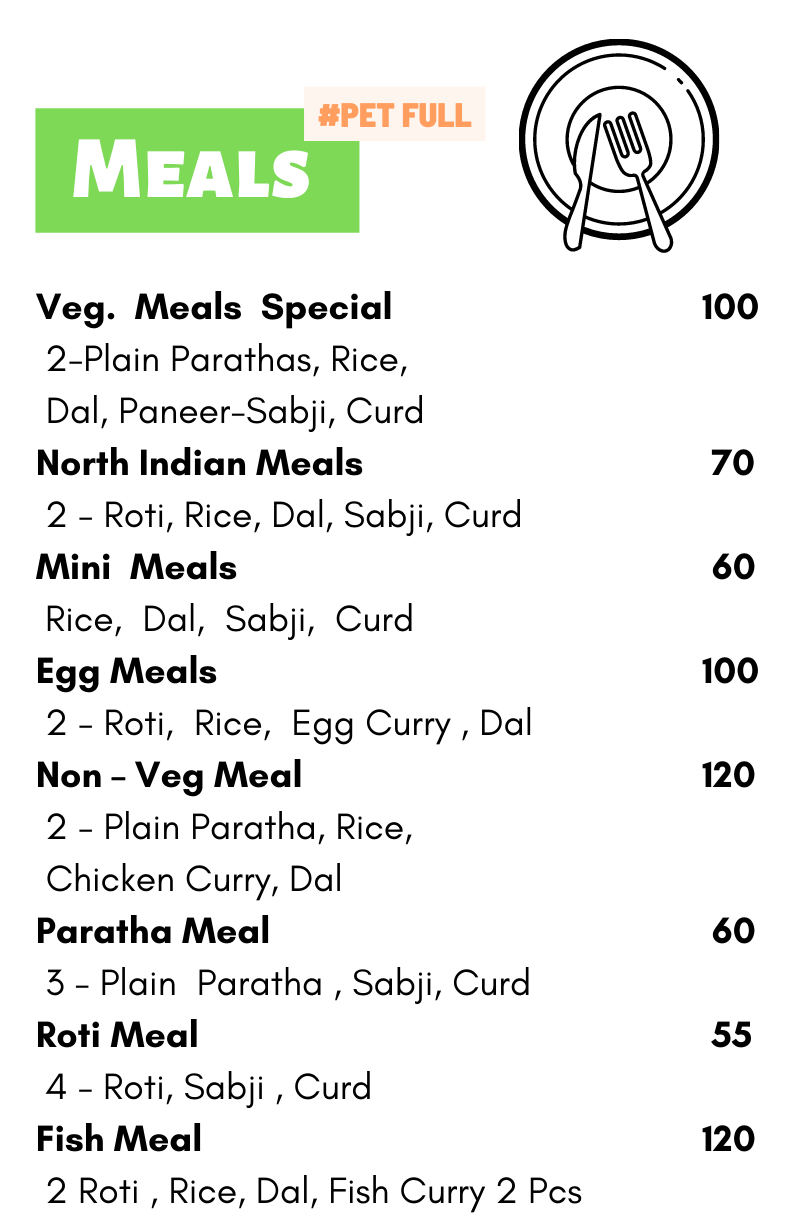 #PET FULL
MEALS
Veg. Meals Special 100
2-Plain Parathas, Rice,
Dal, Paneer-Sabji, Curd
North Indian Meals 70
2 - Roti, Rice, Dal, Sabji, Curd
Mini Meals 60
Rice, Dal, Sabji, Curd
Egg Meals 100
2 - Roti, Rice, Egg Curry , Dal
Non - Veg Meal 120
2 - Plain Paratha, Rice,
Chicken Curry, Dal
Paratha Meal 60
3 - Plain Paratha , Sabji, Curd
Roti Meal 55
4 - Roti, Sabji , Curd
Fish Meal 120
2 Roti , Rice, Dal, Fish Curry 2 Pcs